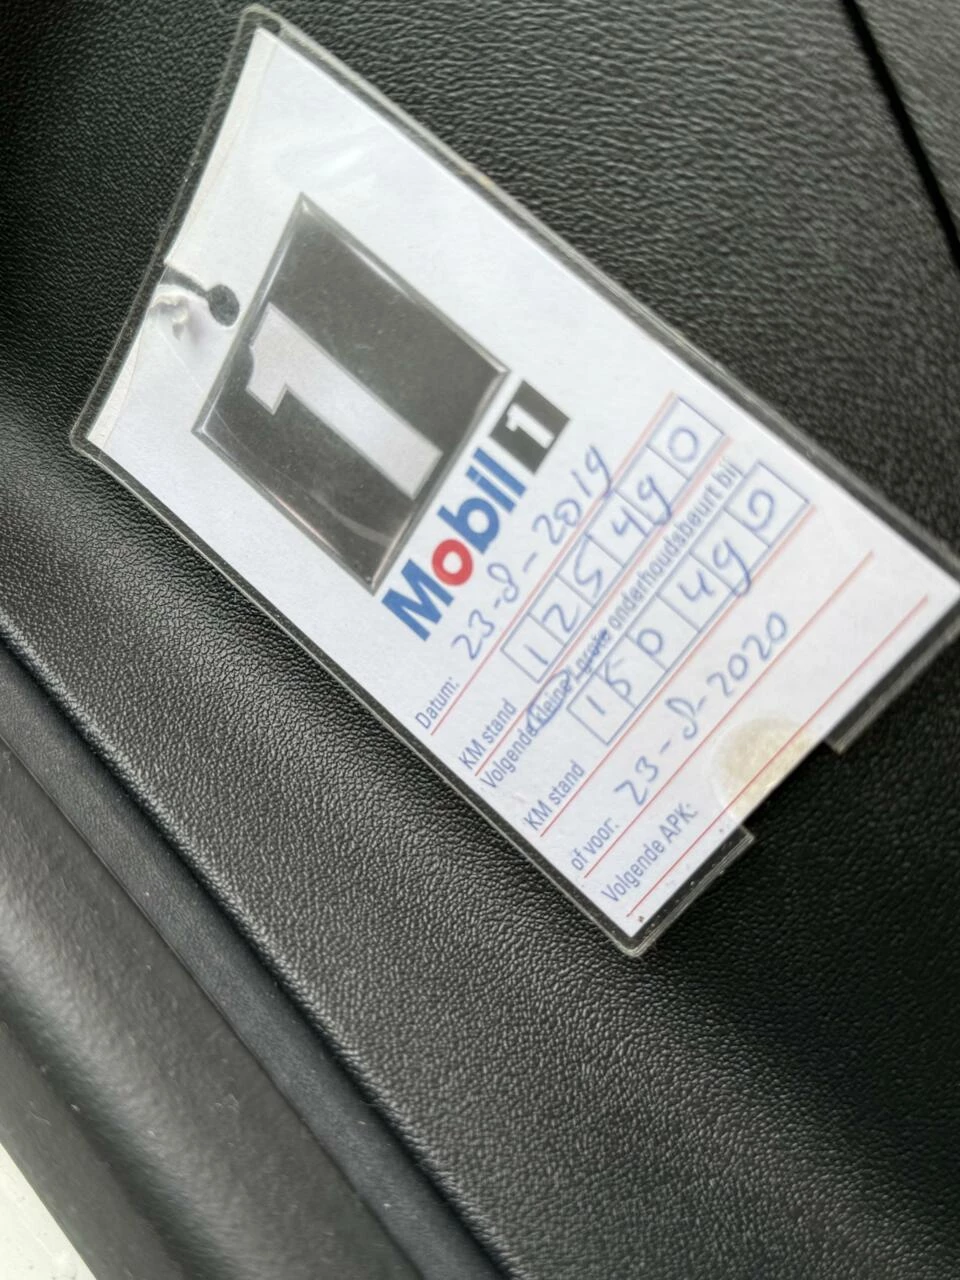 1
Mobil 1
Datum: 23-8-2019
KM stand 125490
Volgende kleine / grote onderhoudsbeurt bij
KM stand 150490
of voor: 23-8-2020
Volgende APK: